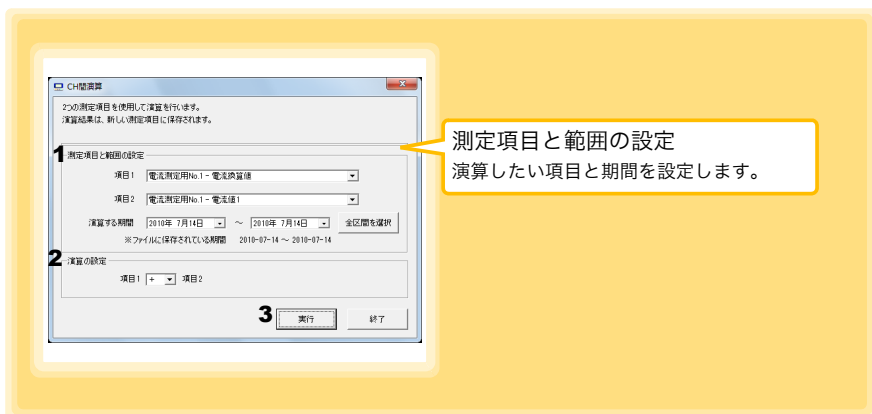 CH間演算
2つの測定項目を使用して演算を行います。
演算結果は、新しい測定項目に保存されます。
1
測定項目と範囲の設定
項目1 電流測定用No.1 - 電流換算値
項目2 電流測定用No.1 - 電流値1
演算する期間 2010年 7月14日 ～ 2010年 7月14日 全区間を選択
※ファイルに保存されている期間 2010-07-14 ～ 2010-07-14
2
演算の設定
項目1 + 項目2
3
実行 終了
測定項目と範囲の設定
演算したい項目と期間を設定します。